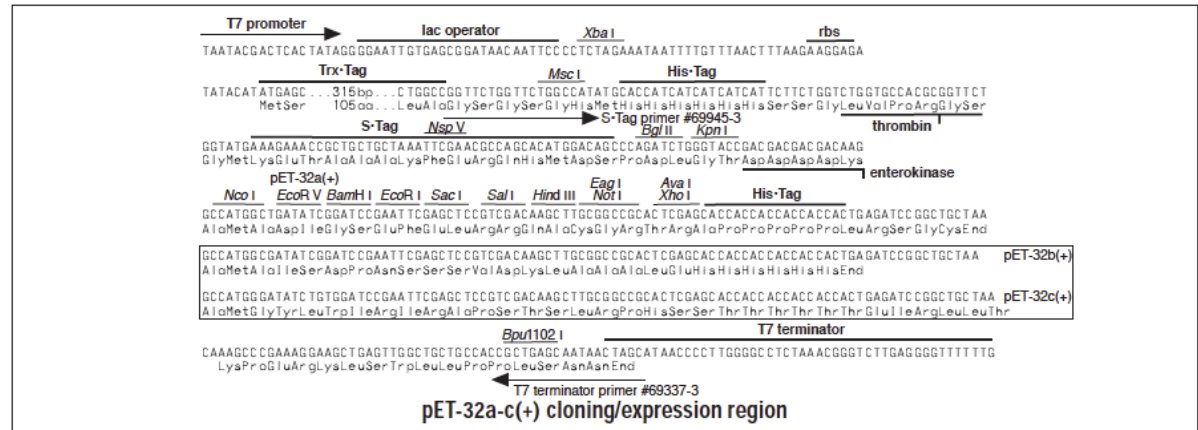 T7 promoter lac operator Xba I rbs
TAATACGACTCACTATAGGGGAATTGTGAGCGGATAACAATTCCCCTCTAGAAATAATTTTGTTTAACTTTAAGAAGGAGA
Trx•Tag Msc I His•Tag
TATACATATGAGC...315bp...CTGGCCGGTTCTGGTTCTGGCCATATGCACCATCATCATCATCATTCTTCTGGTCTGGTGCCACGCGGTTCT
MetSer 105aa...LeuAlaGlySerGlySerGlyHisMetHisHisHisHisHisHisSerSerGlyLeuValProArgGlySer
S•Tag primer #69945-3
thrombin
S•Tag Nsp V Bgl II Kpn I
GGTATGAAAGAAACCGCTGCTGCTAAATTCGAACGCCAGCACATGGACAGCCCAGATCTGGGTACCGACGACGACGACAAG
GlyMetLysGluThrAlaAlaAlaLysPheGluArgGlnHisMetAspSerProAspLeuGlyThrAspAspAspAspLys
enterokinase
pET-32a(+)
Nco I EcoR V BamH I EcoR I Sac I Sal I Hind III Eag I Not I Ava I Xho I His•Tag
GCCATGGCTGATATCGGATCCGAATTCGAGCTCCGTCGACAAGCTTGCGGCCGCACTCGAGCACCACCACCACCACCACTGAGATCCGGCTGCTAA
AlaMetAlaAspIleGlySerGluPheGluLeuArgArgGlnAlaCysGlyArgThrArgAlaProProProProProLeuArgSerGlyCysEnd
GCCATGGCGATATCGGATCCGAATTCGAGCTCCGTCGACAAGCTTGCGGCCGCACTCGAGCACCACCACCACCACCACTGAGATCCGGCTGCTAA pET-32b(+)
AlaMetAlaIleSerAspProAsnSerSerSerValAspLysLeuAlaAlaAlaLeuGluHisHisHisHisHisHisEnd
GCCATGGGATATCTGTGGATCCGAATTCGAGCTCCGTCGACAAGCTTGCGGCCGCACTCGAGCACCACCACCACCACCACTGAGATCCGGCTGCTAA pET-32c(+)
AlaMetGlyTyrLeuTrpIleArgIleArgAlaProSerThrSerLeuArgProHisSerSerThrThrThrThrThrThrGluIleArgLeuLeuThr
Bpu1102 I T7 terminator
CAAAGCCCGAAAGGAAGCTGAGTTGGCTGCTGCCACCGCTGAGCAATAACTAGCATAACCCCTTGGGGCCTCTAAACGGGTCTTGAGGGGTTTTTTG
LysProGluArgLysLeuSerTrpLeuLeuProProLeuSerAsnAsnEnd
T7 terminator primer #69337-3
pET-32a-c(+) cloning/expression region